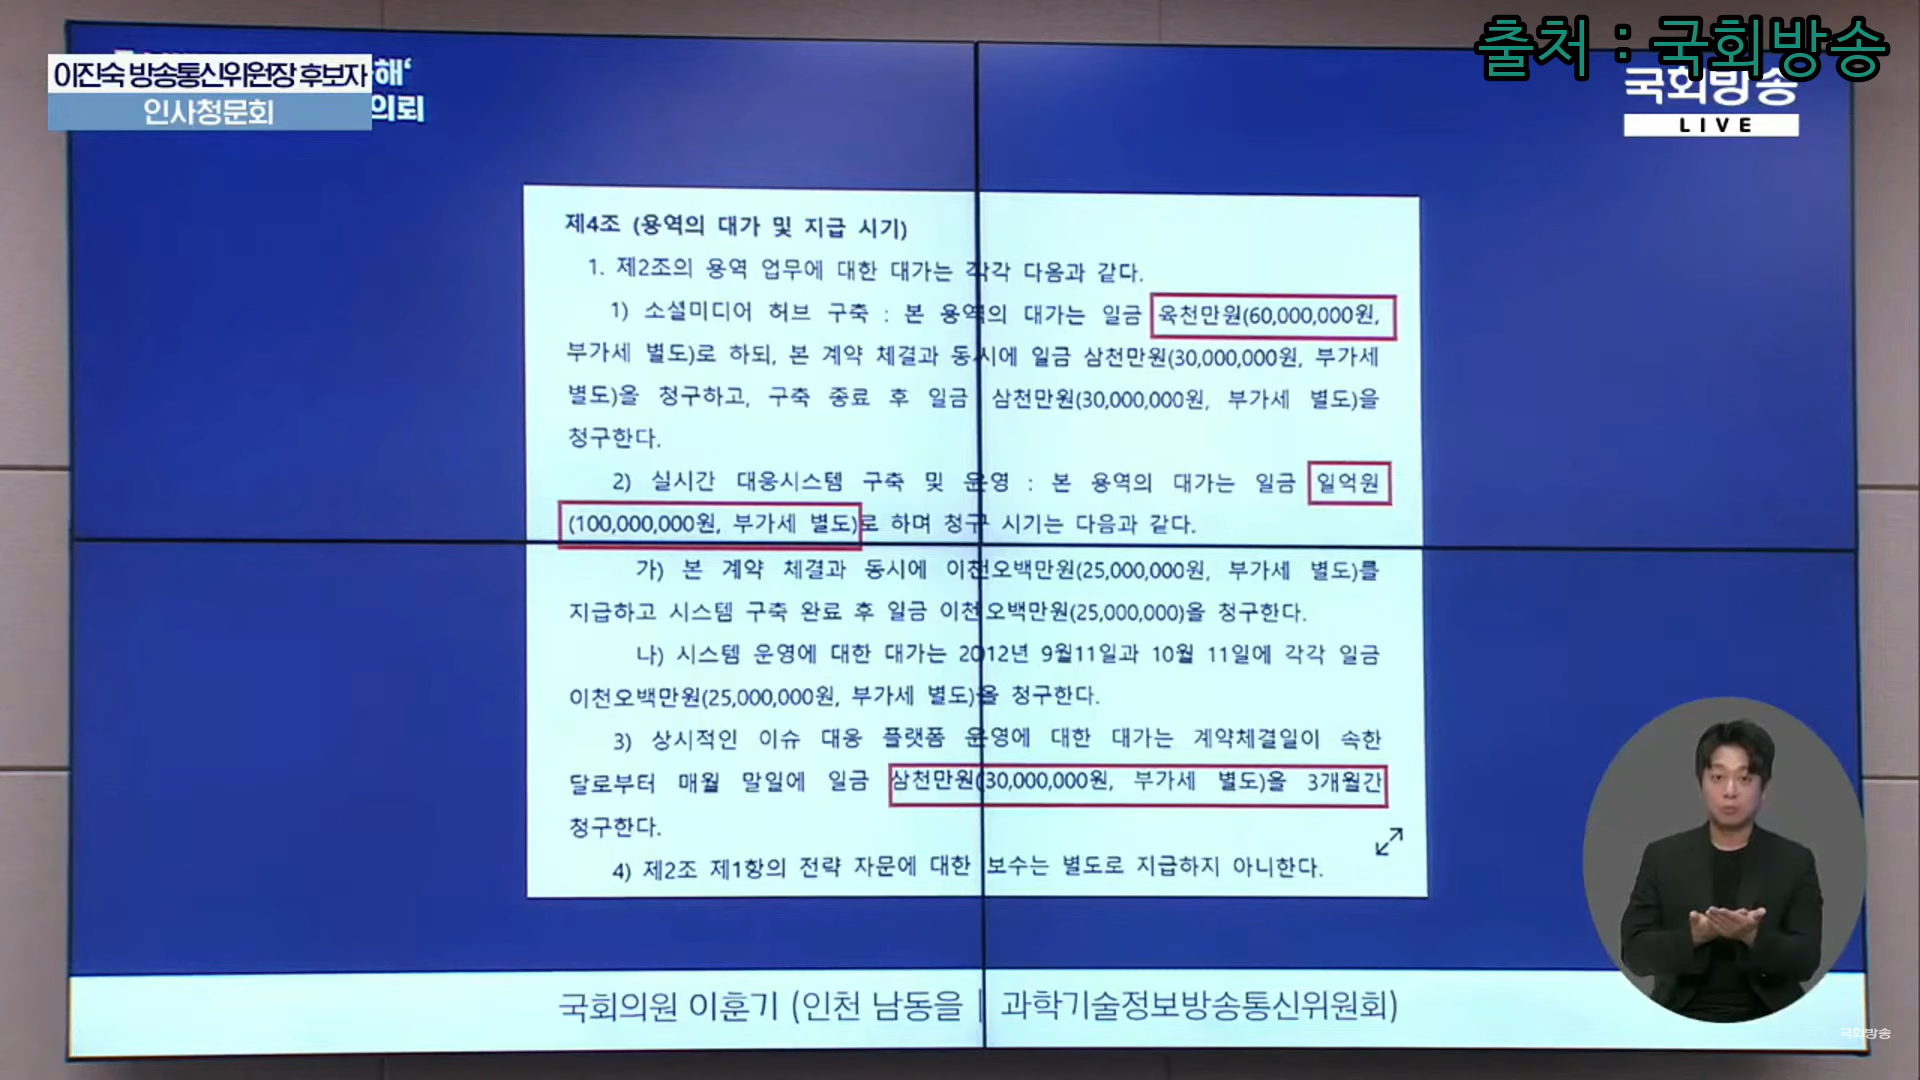 출처 : 국회방송
이진숙 방송통신위원장 후보자
인사청문회
해‘
의뢰
국회방송
LIVE
제4조 (용역의 대가 및 지급 시기)
1. 제2조의 용역 업무에 대한 대가는 각각 다음과 같다.
1) 소셜미디어 허브 구축 : 본 용역의 대가는 일금 육천만원(60,000,000원,
부가세 별도)로 하되, 본 계약 체결과 동시에 일금 삼천만원(30,000,000원, 부가세
별도)을 청구하고, 구축 종료 후 일금 삼천만원(30,000,000원, 부가세 별도)을
청구한다.
2) 실시간 대응시스템 구축 및 운영 : 본 용역의 대가는 일금 일억원
(100,000,000원, 부가세 별도)로 하며 청구 시기는 다음과 같다.
가) 본 계약 체결과 동시에 이천오백만원(25,000,000원, 부가세 별도)를
지급하고 시스템 구축 완료 후 일금 이천오백만원(25,000,000)을 청구한다.
나) 시스템 운영에 대한 대가는 2012년 9월11일과 10월 11일에 각각 일금
이천오백만원(25,000,000원, 부가세 별도)을 청구한다.
3) 상시적인 이슈 대응 플랫폼 운영에 대한 대가는 계약체결일이 속한
달로부터 매월 말일에 일금 삼천만원(30,000,000원, 부가세 별도)을 3개월간
청구한다.
4) 제2조 제1항의 전략 자문에 대한 보수는 별도로 지급하지 아니한다.
국회의원 이훈기 (인천 남동을 | 과학기술정보방송통신위원회)
국회방송